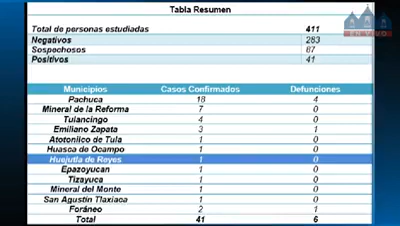 Tabla Resumen
Total de personas estudiadas 411
Negativos 283
Sospechosos 87
Positivos 41
EN VIVO
Municipios Casos Confirmados Defunciones
Pachuca 18 4
Mineral de la Reforma 7 0
Tulancingo 4 0
Emiliano Zapata 3 1
Atotonilco de Tula 1 0
Huasca de Ocampo 1 0
Huejutla de Reyes 1 0
Epazoyucan 1 0
Tizayuca 1 0
Mineral del Monte 1 0
San Agustín Tlaxiaca 1 0
Foráneo 2 1
Total 41 6